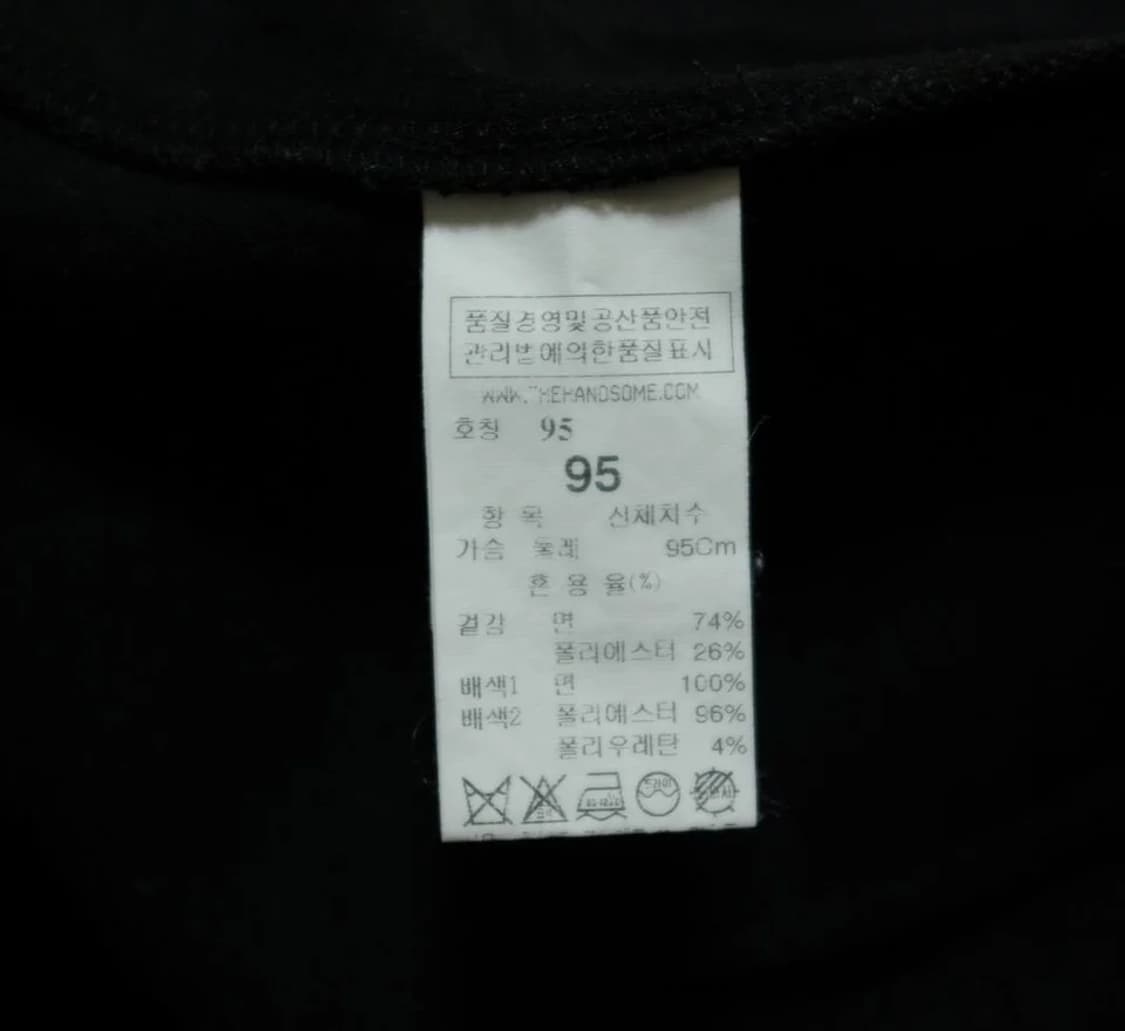 품질경영및공산품안전
관리법에의한품질표시
WWW.THEHANDSOME.COM
호칭 95
95
항 목 신체치수
가슴 둘레 95Cm
혼 용 율(%)
겉감 면 74%
폴리에스터 26%
배색1 면 100%
배색2 폴리에스터 96%
폴리우레탄 4%
드라이